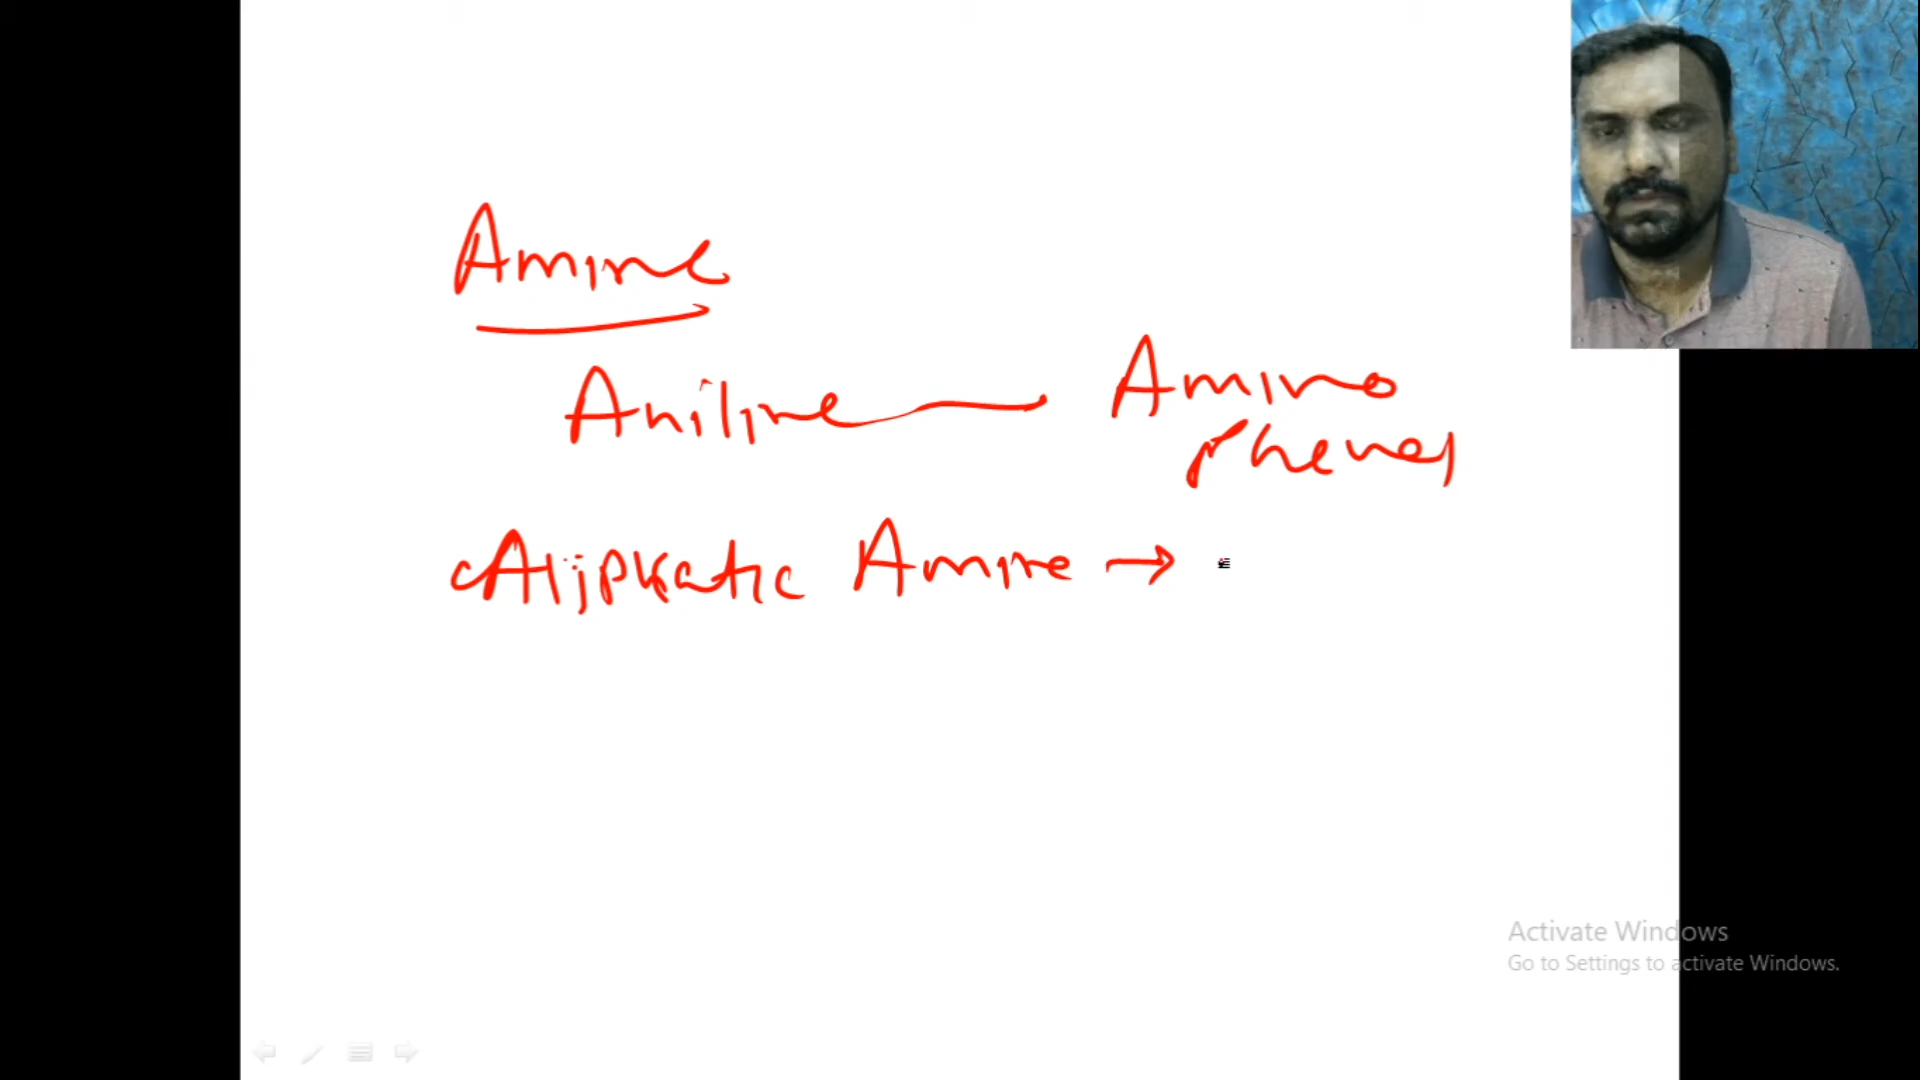 Amine
Aniline — Amino
phenol
Aliphatic Amine →
Activate Windows
Go to Settings to activate Windows.